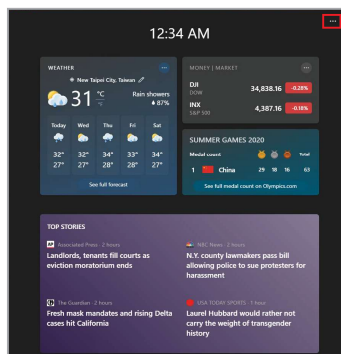 12:34 AM
WEATHER
New Taipei City, Taiwan
31 °C
Rain showers
87%
Today Wed Thu Fri Sat
32° 32° 34° 33° 34°
27° 27° 28° 28° 27°
See full forecast
MONEY | MARKET
DJI
DOW
34,838.16 -0.28%
INX
S&P 500
4,387.16 -0.18%
SUMMER GAMES 2020
Medal count Total
1 China 29 18 16 63
See full medal count on Olympics.com
TOP STORIES
Associated Press · 2 hours
Landlords, tenants fill courts as
eviction moratorium ends
NBC News · 2 hours
N.Y. county lawmakers pass bill
allowing police to sue protesters for
harassment
The Guardian · 2 hours
Fresh mask mandates and rising Delta
cases hit California
USA TODAY SPORTS · 1 hour
Laurel Hubbard would rather not
carry the weight of transgender
history